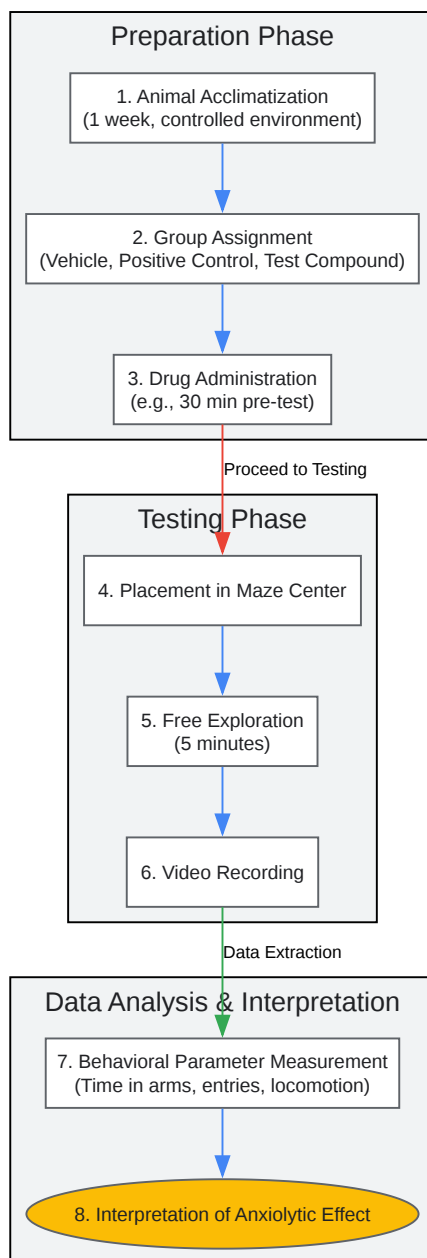 Preparation Phase
1. Animal Acclimatization
(1 week, controlled environment)
2. Group Assignment
(Vehicle, Positive Control, Test Compound)
3. Drug Administration
(e.g., 30 min pre-test)
Proceed to Testing
Testing Phase
4. Placement in Maze Center
5. Free Exploration
(5 minutes)
6. Video Recording
Data Extraction
Data Analysis & Interpretation
7. Behavioral Parameter Measurement
(Time in arms, entries, locomotion)
8. Interpretation of Anxiolytic Effect